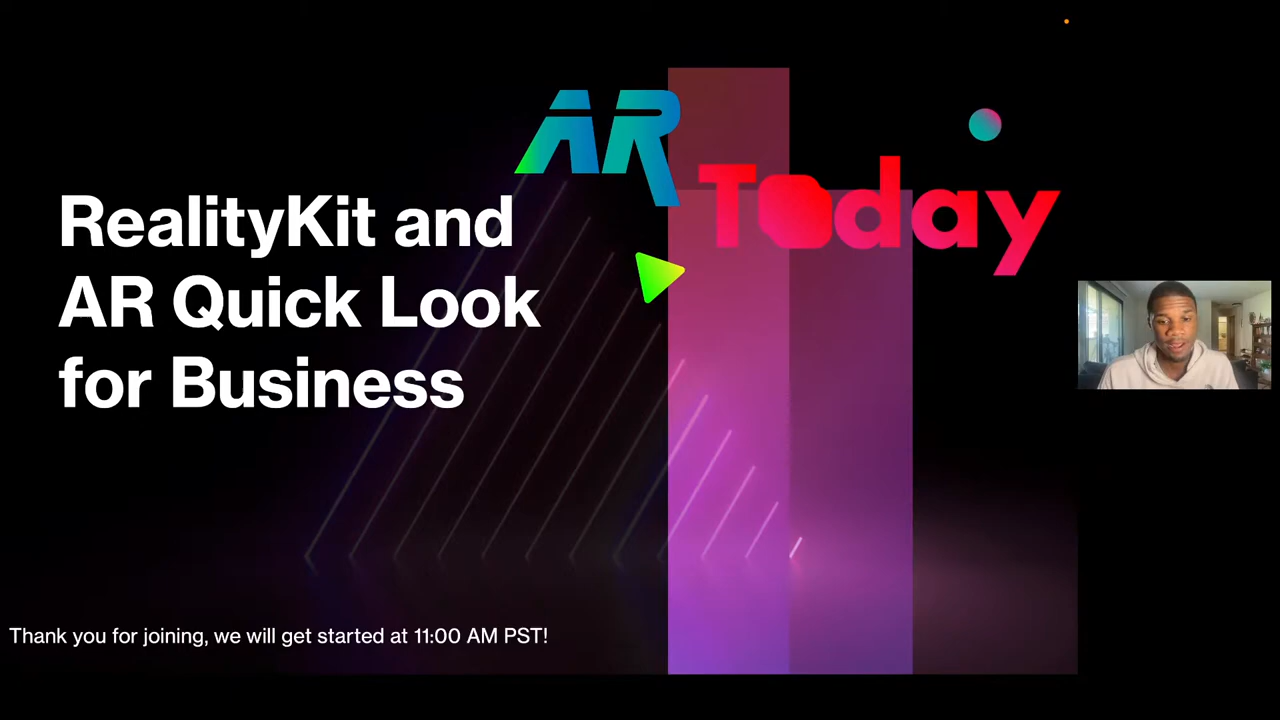 AR
Today
RealityKit and
AR Quick Look
for Business
Thank you for joining, we will get started at 11:00 AM PST!